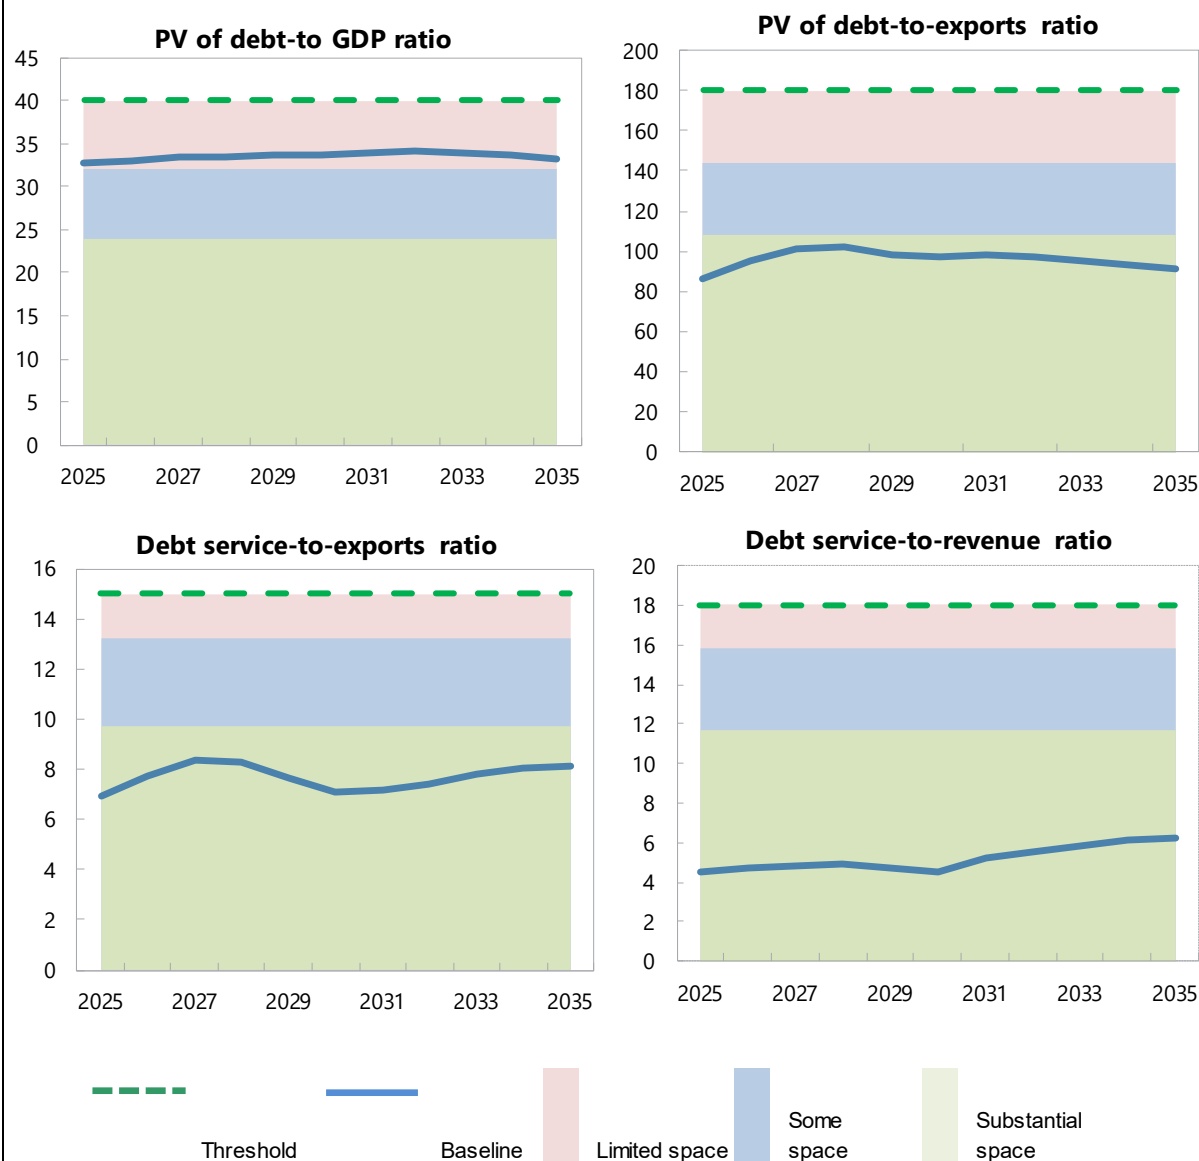 PV of debt-to GDP ratio
45
40
35
30
25
20
15
10
5
0
2025 2027 2029 2031 2033 2035
PV of debt-to-exports ratio
200
180
160
140
120
100
80
60
40
20
0
2025 2027 2029 2031 2033 2035
Debt service-to-exports ratio
16
14
12
10
8
6
4
2
0
2025 2027 2029 2031 2033 2035
Debt service-to-revenue ratio
20
18
16
14
12
10
8
6
4
2
0
2025 2027 2029 2031 2033 2035
Threshold
Baseline
Limited space
Some
space
Substantial
space